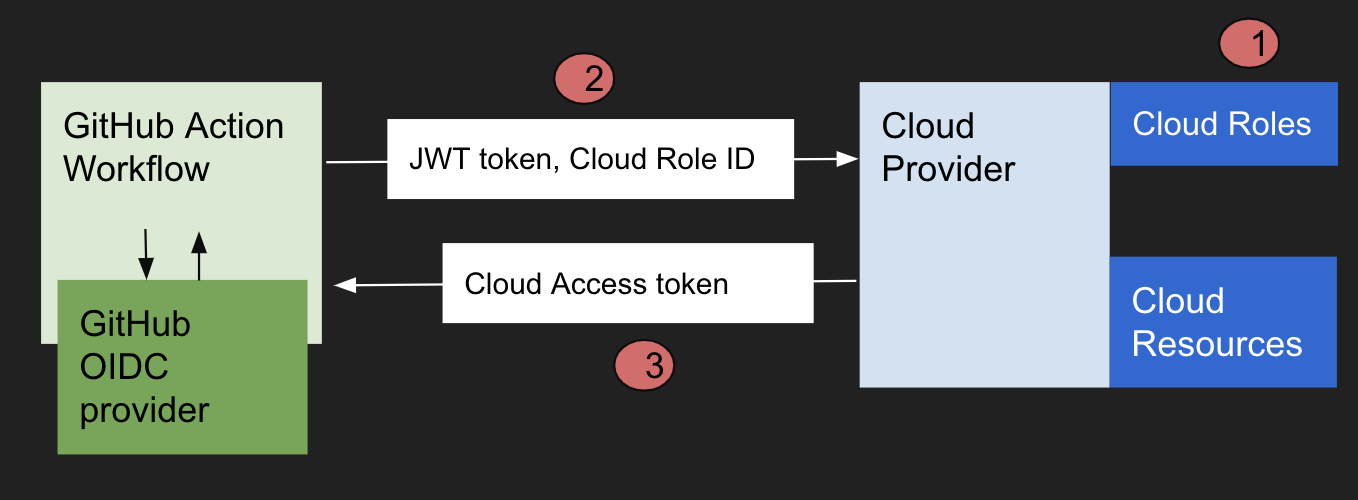 1
2
GitHub Action
Workflow
JWT token, Cloud Role ID
Cloud
Provider
Cloud Roles
Cloud Access token
GitHub
OIDC
provider
3
Cloud
Resources